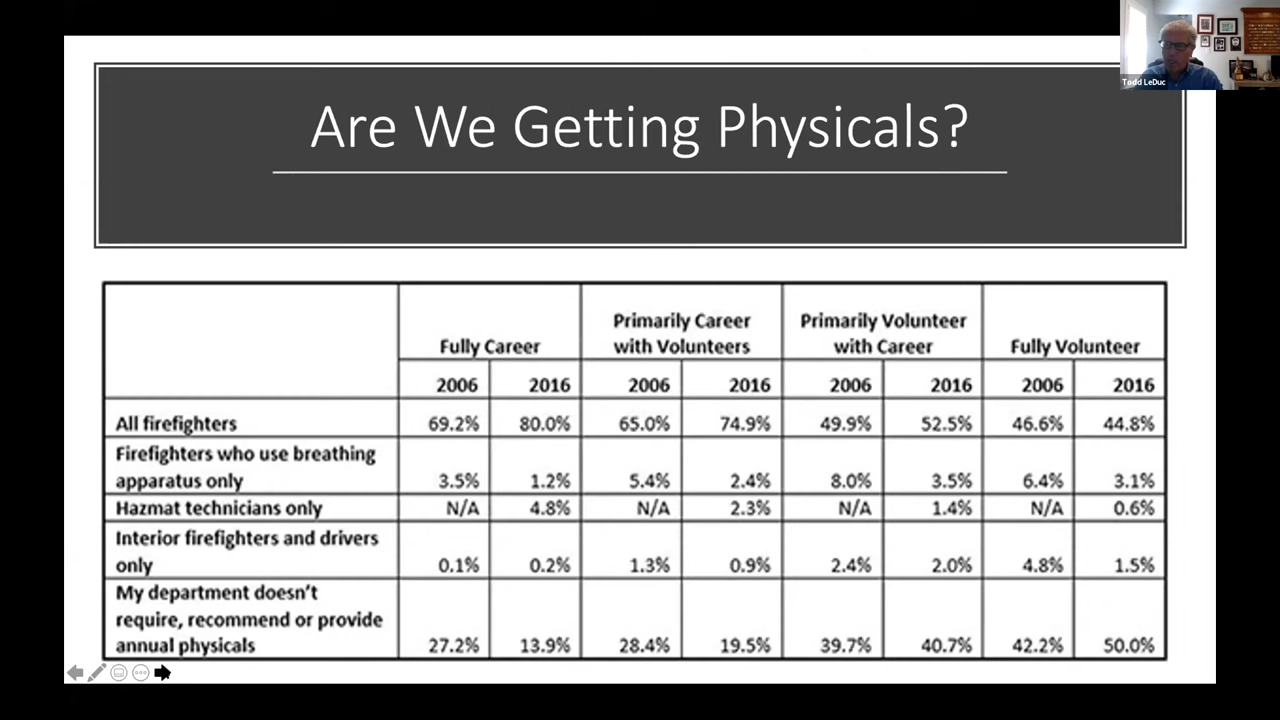 Todd LeDuc
Are We Getting Physicals?
Fully Career
Primarily Career
with Volunteers
Primarily Volunteer
with Career
Fully Volunteer
2006 2016 2006 2016 2006 2016 2006 2016
All firefighters 69.2% 80.0% 65.0% 74.9% 49.9% 52.5% 46.6% 44.8%
Firefighters who use breathing
apparatus only 3.5% 1.2% 5.4% 2.4% 8.0% 3.5% 6.4% 3.1%
Hazmat technicians only N/A 4.8% N/A 2.3% N/A 1.4% N/A 0.6%
Interior firefighters and drivers
only 0.1% 0.2% 1.3% 0.9% 2.4% 2.0% 4.8% 1.5%
My department doesn't
require, recommend or provide
annual physicals 27.2% 13.9% 28.4% 19.5% 39.7% 40.7% 42.2% 50.0%